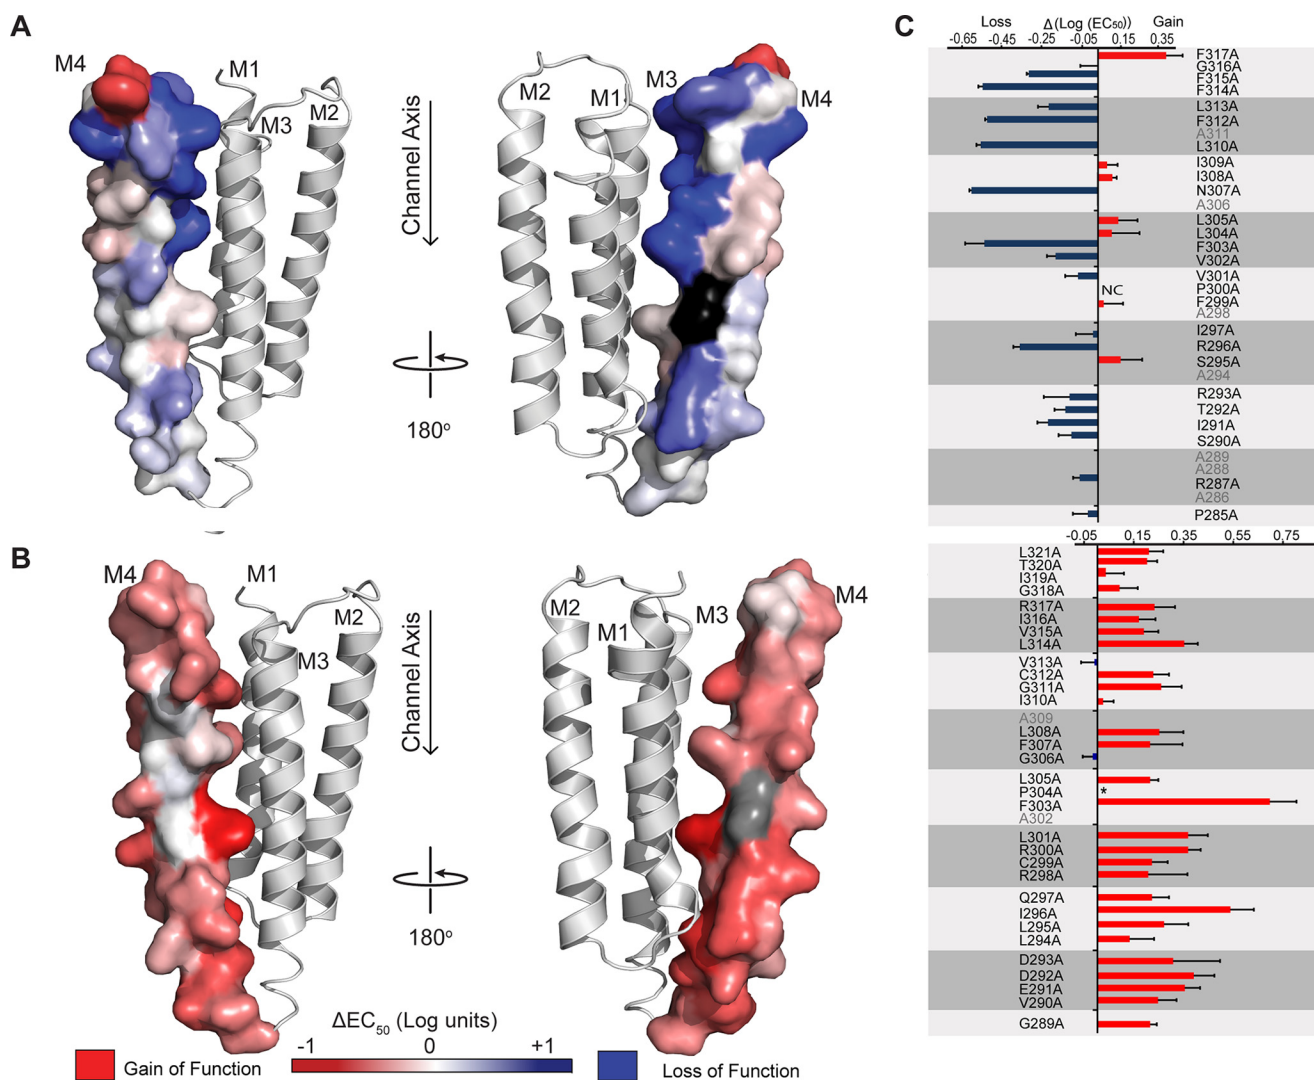 A
M4
M1
M2
M3
Channel Axis
180°
M2
M1
M3
M4
B
M4
M1
M2
M3
Channel Axis
180°
M2
M1
M3
M4
ΔEC50 (Log units)
-1 0 +1
Gain of Function
Loss of Function
C
Loss Δ(Log (EC50)) Gain
-0.65 -0.45 -0.25 -0.05 0.15 0.35
F317A
G316A
F315A
F314A
L313A
F312A
A311
L310A
I309A
I308A
N307A
A306
L305A
L304A
F303A
V302A
V301A
NC P300A
F299A
A298
I297A
R296A
S295A
A294
R293A
T292A
I291A
S290A
A289
A288
R287A
A286
P285A
-0.05 0.15 0.35 0.55 0.75
L321A
T320A
I319A
G318A
R317A
I316A
V315A
L314A
V313A
C312A
G311A
I310A
A309
L308A
F307A
G306A
L305A
P304A *
F303A
A302
L301A
R300A
C299A
R298A
Q297A
I296A
L295A
L294A
D293A
D292A
E291A
V290A
G289A